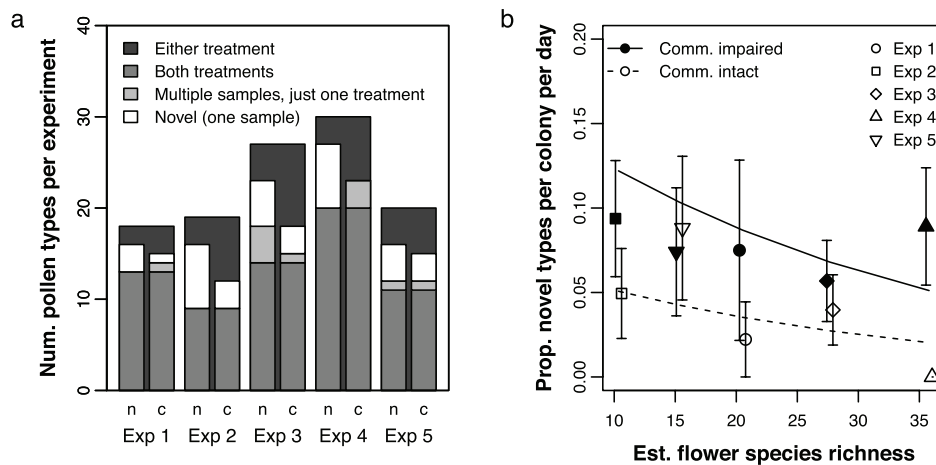 a
Num. pollen types per experiment
40
30
20
10
0
Either treatment
Both treatments
Multiple samples, just one treatment
Novel (one sample)
n c n c n c n c n c
Exp 1 Exp 2 Exp 3 Exp 4 Exp 5
b
Prop. novel types per colony per day
0.20
0.15
0.10
0.05
0.00
Comm. impaired
Comm. intact
Exp 1
Exp 2
Exp 3
Exp 4
Exp 5
10 15 20 25 30 35
Est. flower species richness